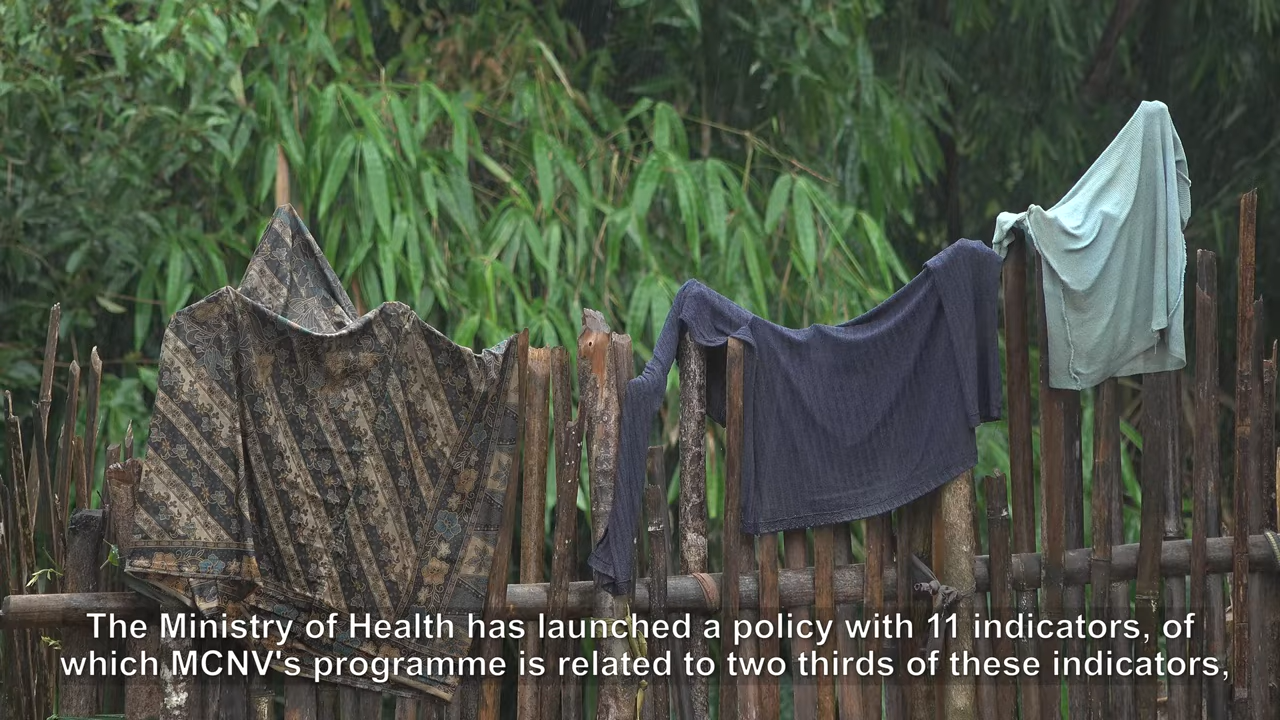 The Ministry of Health has launched a policy with 11 indicators, of
which MCNV's programme is related to two thirds of these indicators,